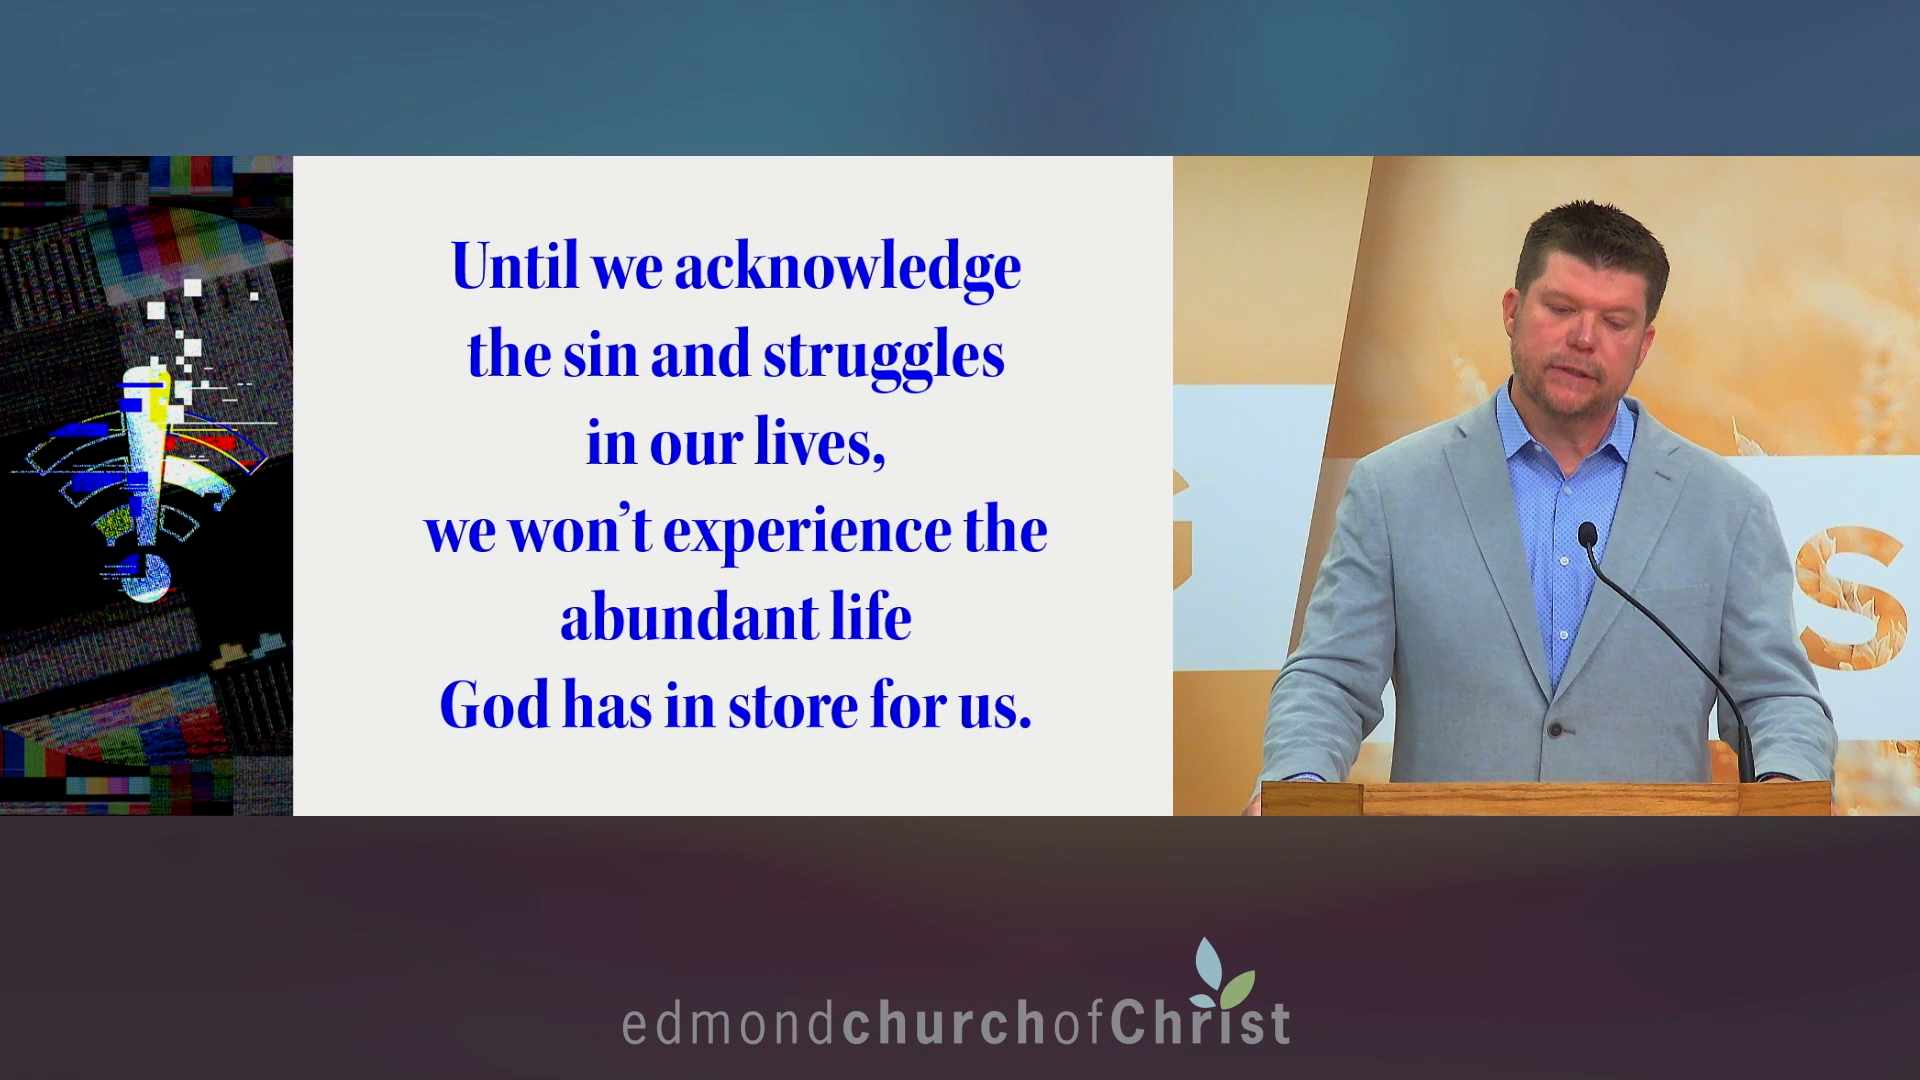 Until we acknowledge
the sin and struggles
in our lives,
we won’t experience the
abundant life
God has in store for us.
S
edmondchurchofChrist